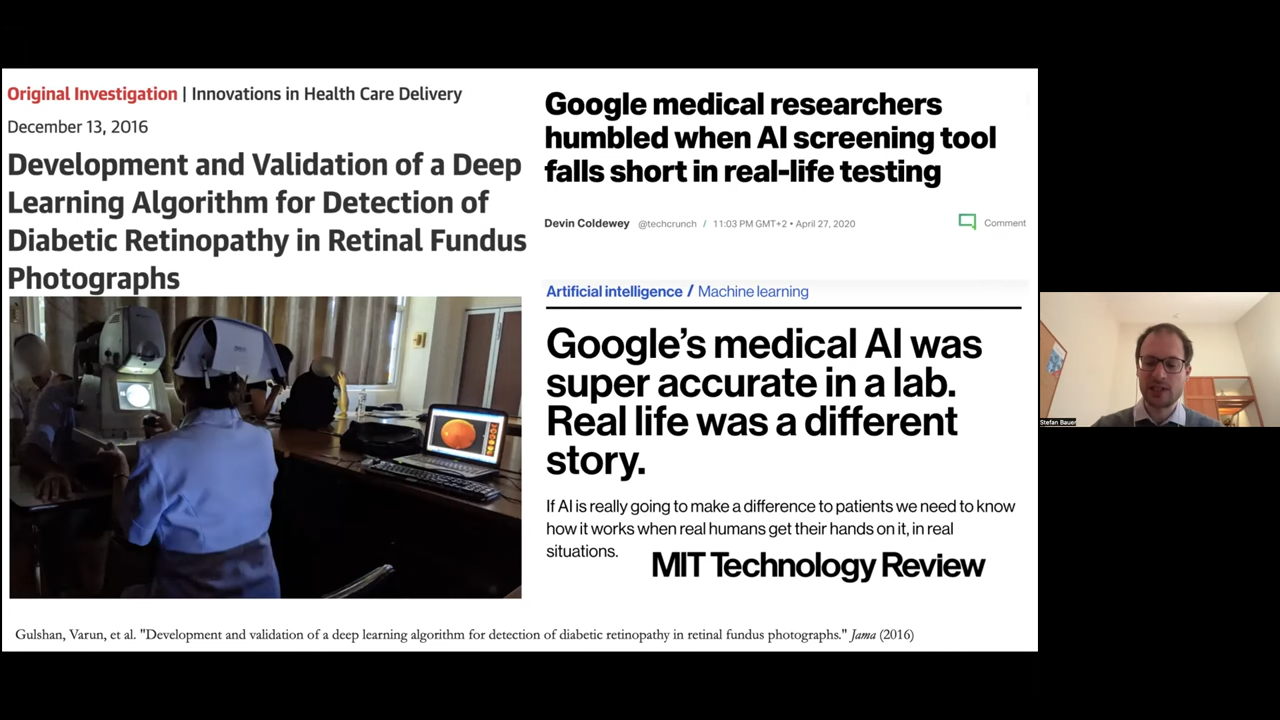 Original Investigation | Innovations in Health Care Delivery
December 13, 2016
Development and Validation of a Deep
Learning Algorithm for Detection of
Diabetic Retinopathy in Retinal Fundus
Photographs
Google medical researchers
humbled when AI screening tool
falls short in real-life testing
Devin Coldewey @techcrunch / 11:03 PM GMT+2 • April 27, 2020 Comment
Artificial intelligence / Machine learning
Google’s medical AI was
super accurate in a lab.
Real life was a different
story.
If AI is really going to make a difference to patients we need to know
how it works when real humans get their hands on it, in real
situations.
MIT Technology Review
Gulshan, Varun, et al. "Development and validation of a deep learning algorithm for detection of diabetic retinopathy in retinal fundus photographs." Jama (2016)
Stefan Bauer